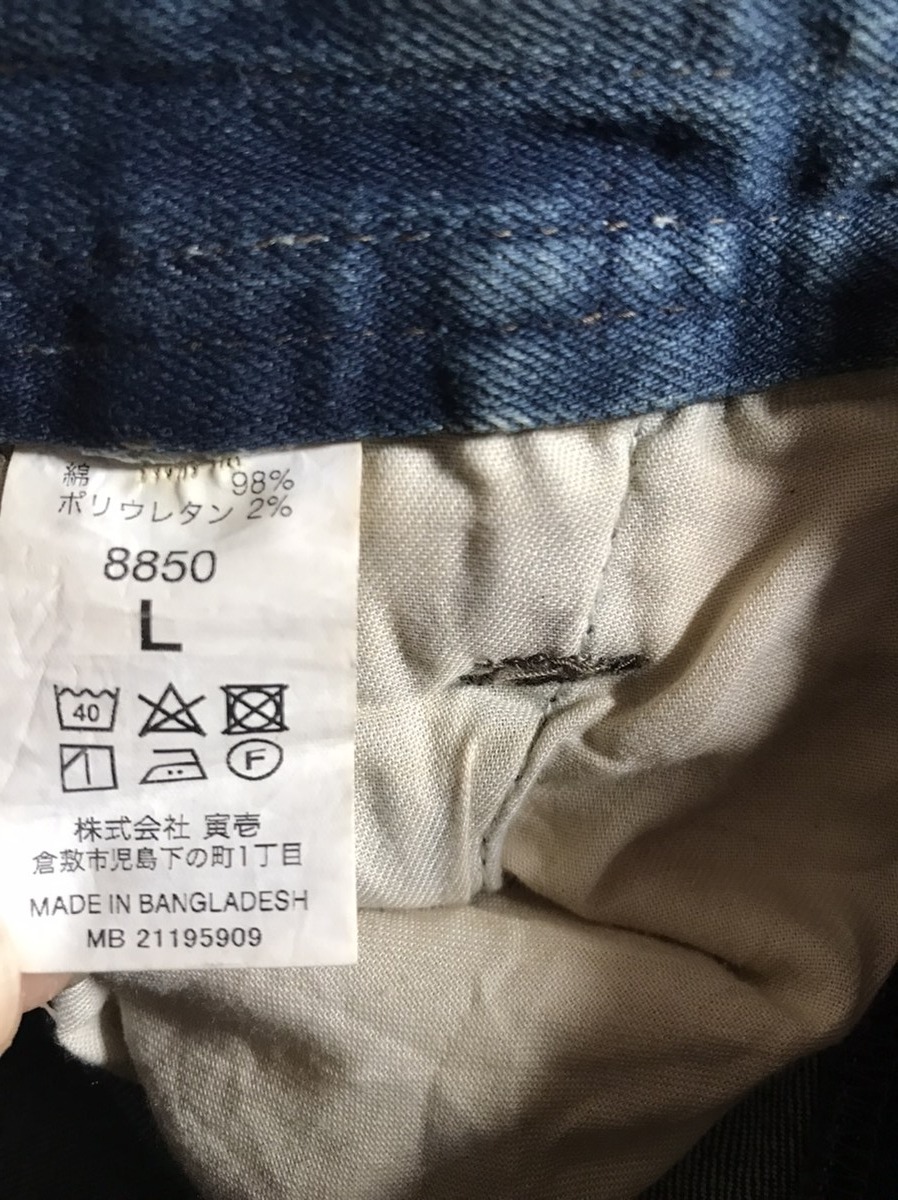 綿 98%
ポリウレタン 2%
8850
L
40
F
株式会社 寅壱
倉敷市児島下の町1丁目
MADE IN BANGLADESH
MB 21195909